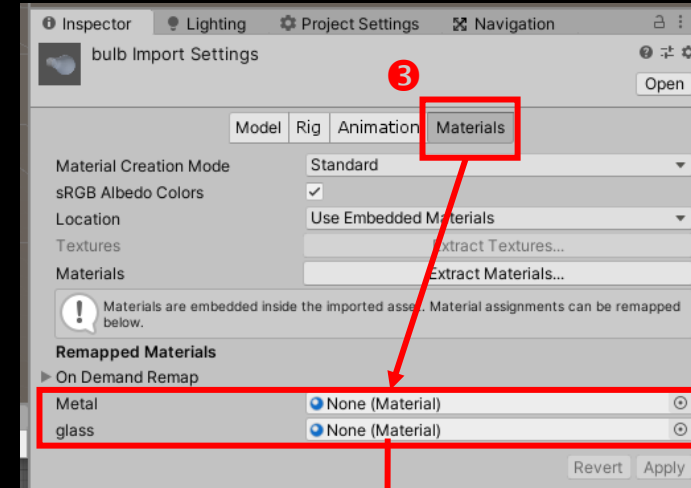 Inspector Lighting Project Settings Navigation
bulb Import Settings
Open
3
Model Rig Animation Materials
Material Creation Mode Standard
sRGB Albedo Colors
Location Use Embedded Materials
Textures Extract Textures...
Materials Extract Materials...
Materials are embedded inside the imported asset. Material assignments can be remapped
below.
Remapped Materials
On Demand Remap
Metal None (Material)
glass None (Material)
Revert Apply